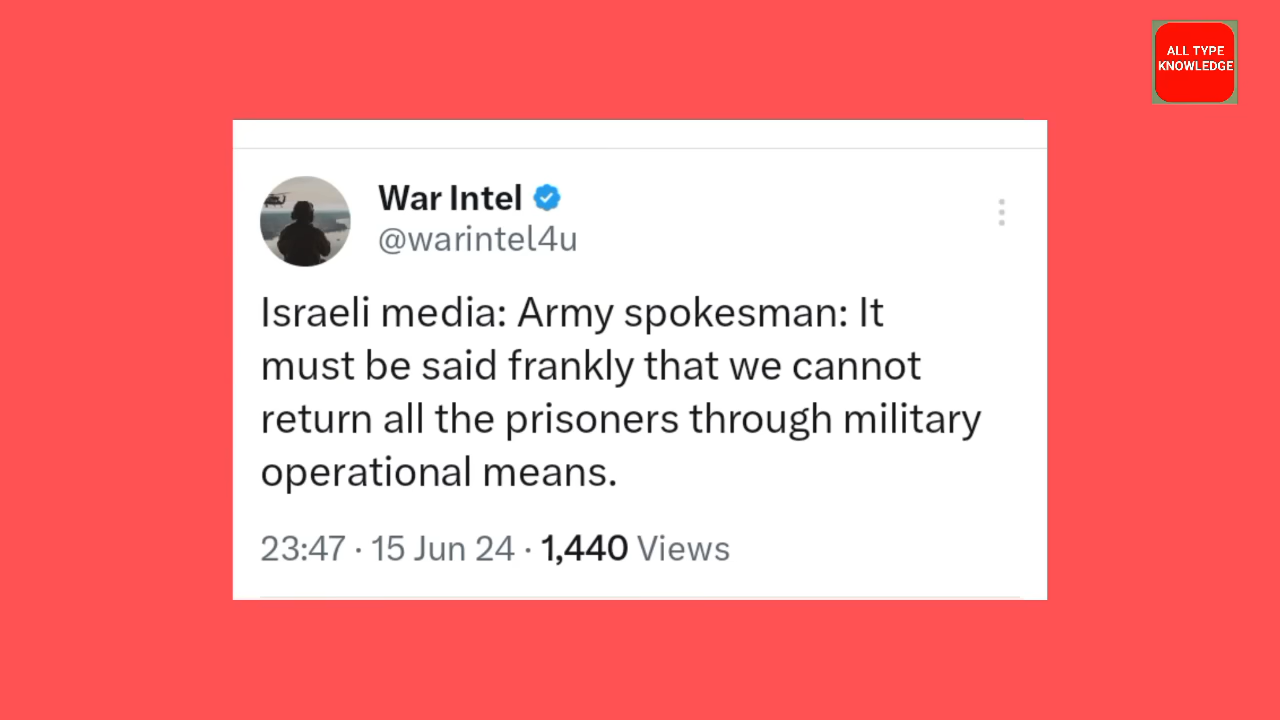 ALL TYPE
KNOWLEDGE
War Intel
@warintel4u
Israeli media: Army spokesman: It
must be said frankly that we cannot
return all the prisoners through military
operational means.
23:47 · 15 Jun 24 · 1,440 Views